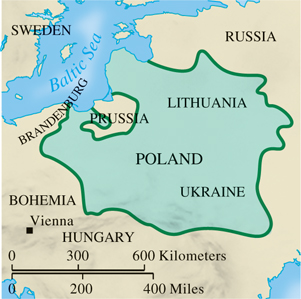 SWEDEN
RUSSIA
Baltic Sea
LITHUANIA
BRANDENBURG
PRUSSIA
POLAND
UKRAINE
BOHEMIA
Vienna
HUNGARY
0 300 600 Kilometers
0 200 400 Miles